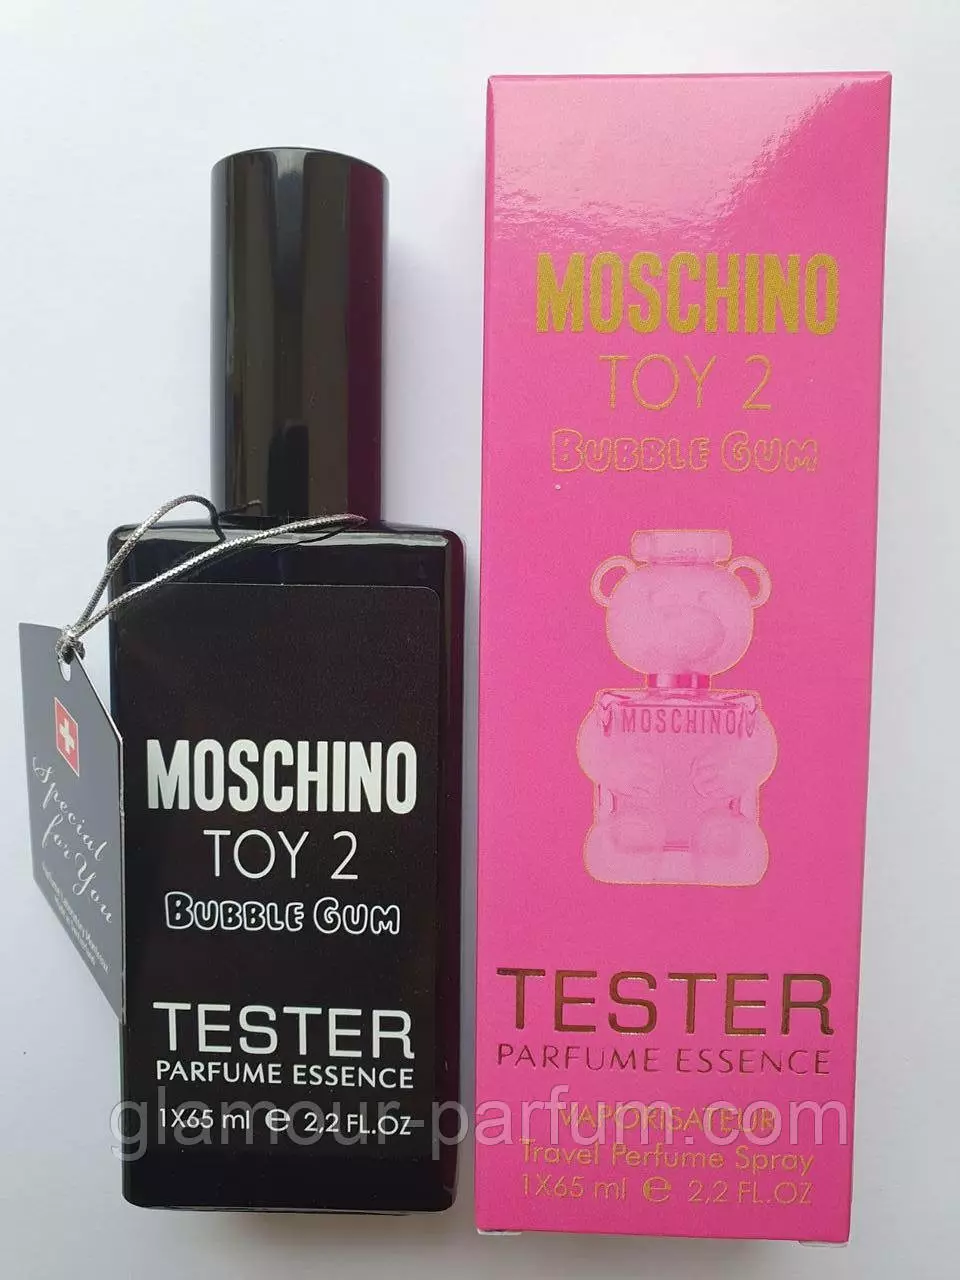 MOSCHINO
TOY 2
BUBBLE GUM
TESTER
PARFUME ESSENCE
1X65 ml e 2,2 FL.OZ
Special
for You
MOSCHINO
TOY 2
BUBBLE GUM
MOSCHINO
TESTER
PARFUME ESSENCE
VAPORISATEUR
Travel Perfume Spray
1X65 ml e 2,2 FL.OZ
glamour-parfum.com